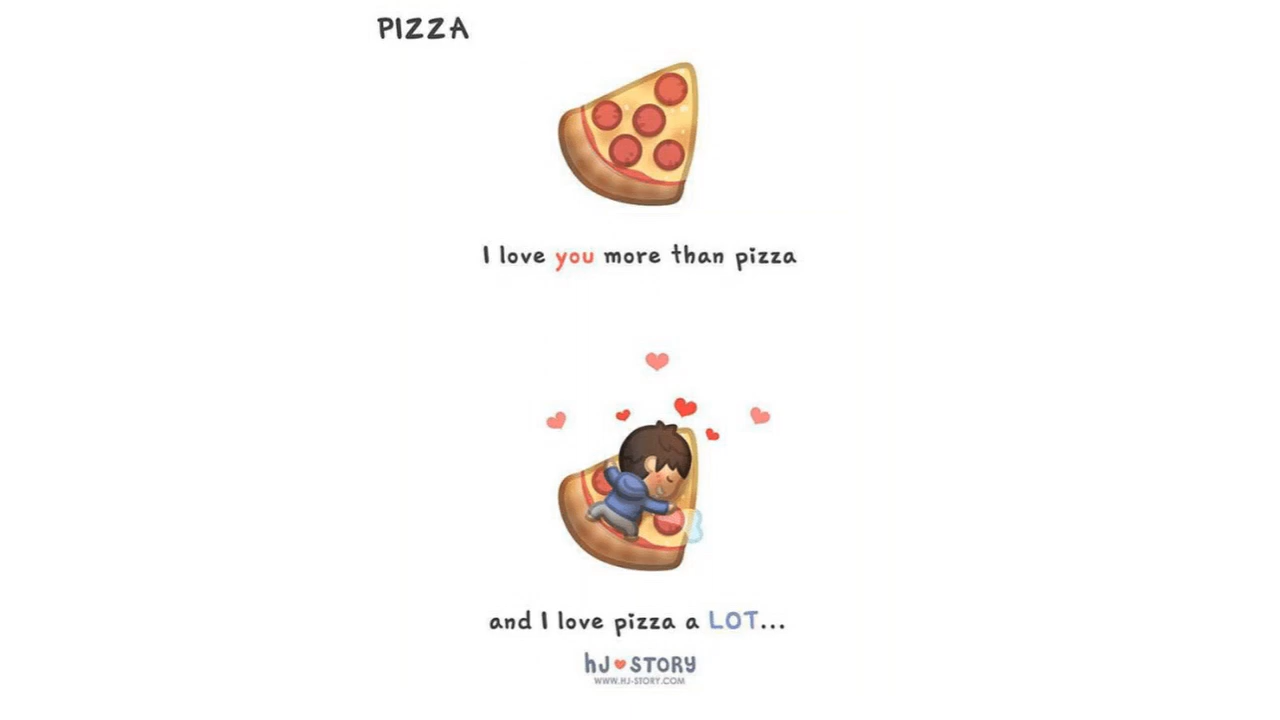 PIZZA
I love you more than pizza
and I love pizza a LOT...
hJ STORY
WWW.HJ-STORY.COM